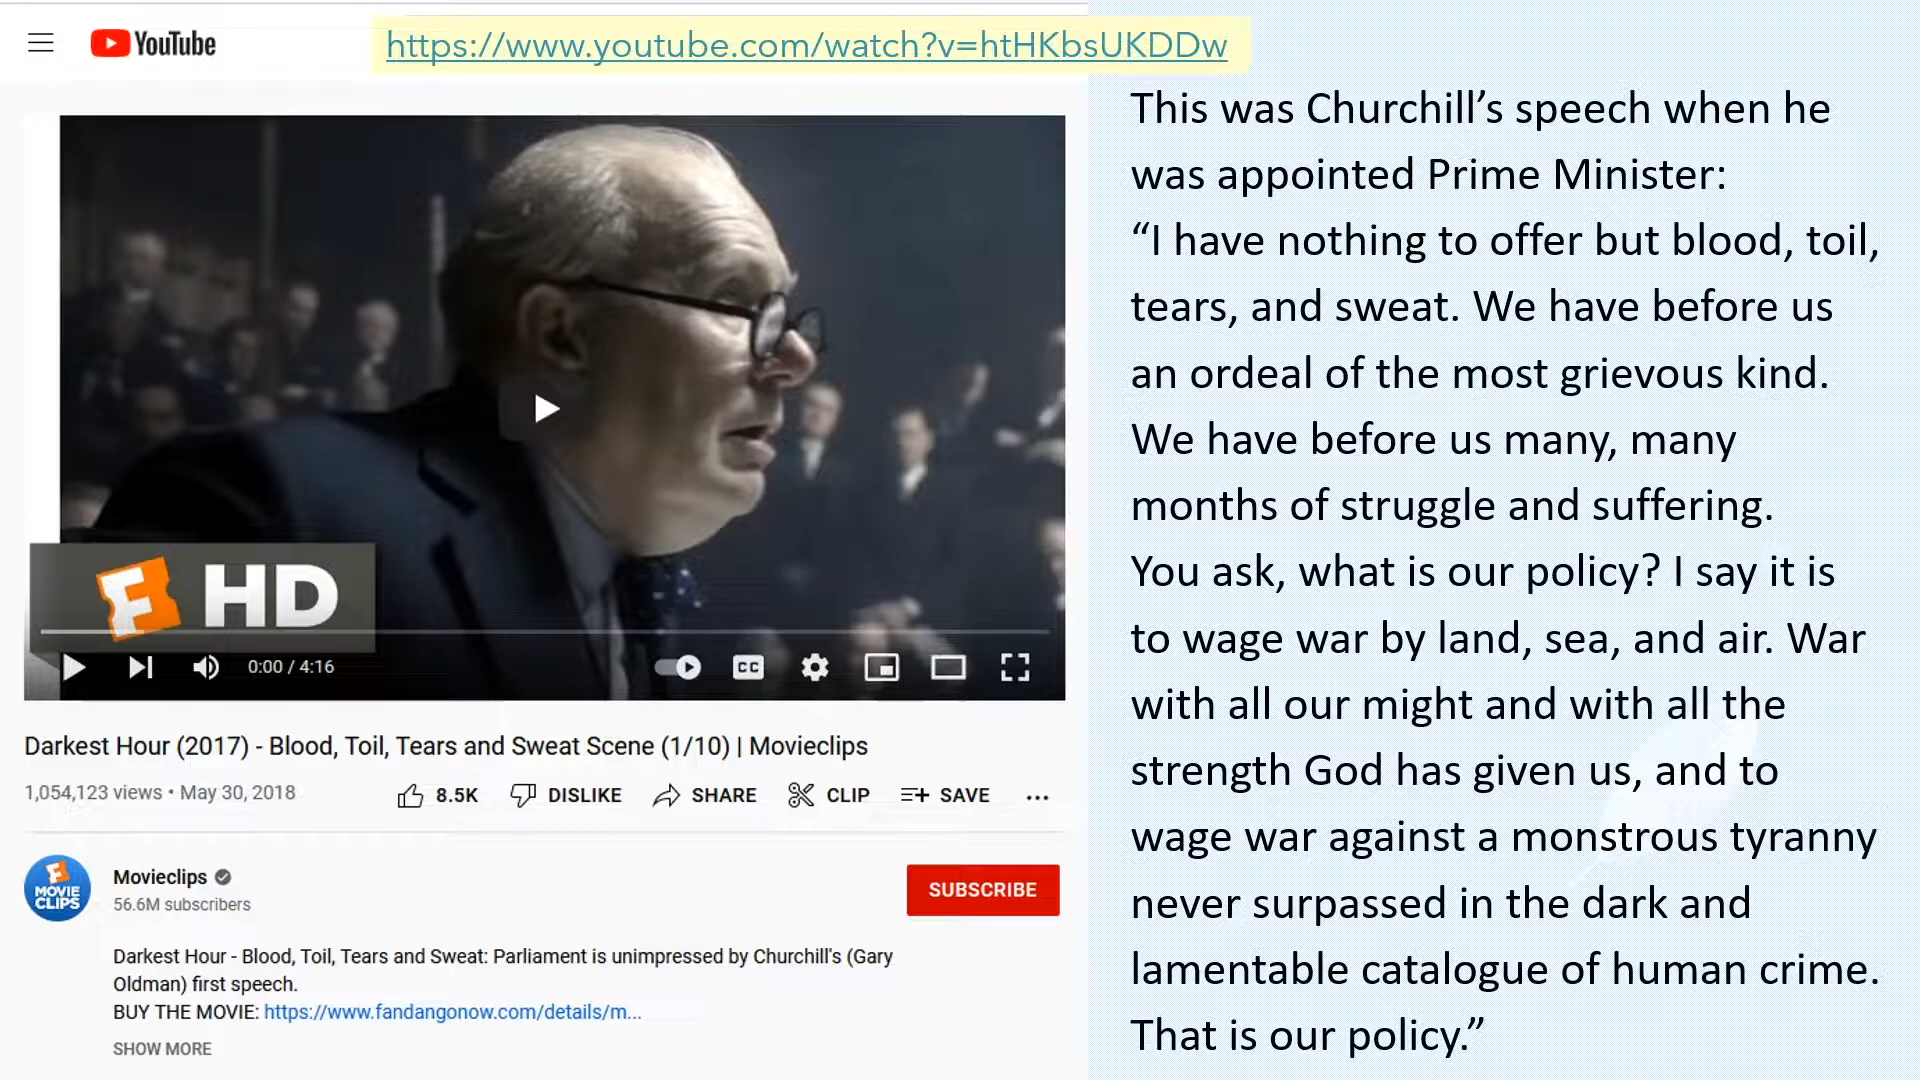 YouTube
https://www.youtube.com/watch?v=htHKbsUKDDw
F HD
0:00 / 4:16
CC
Darkest Hour (2017) - Blood, Toil, Tears and Sweat Scene (1/10) | Movieclips
1,054,123 views • May 30, 2018
8.5K DISLIKE SHARE CLIP SAVE ...
F MOVIE CLIPS
Movieclips
56.6M subscribers
SUBSCRIBE
Darkest Hour - Blood, Toil, Tears and Sweat: Parliament is unimpressed by Churchill's (Gary
Oldman) first speech.
BUY THE MOVIE: https://www.fandangonow.com/details/m...
SHOW MORE
This was Churchill’s speech when he
was appointed Prime Minister:
“I have nothing to offer but blood, toil,
tears, and sweat. We have before us
an ordeal of the most grievous kind.
We have before us many, many
months of struggle and suffering.
You ask, what is our policy? I say it is
to wage war by land, sea, and air. War
with all our might and with all the
strength God has given us, and to
wage war against a monstrous tyranny
never surpassed in the dark and
lamentable catalogue of human crime.
That is our policy.”